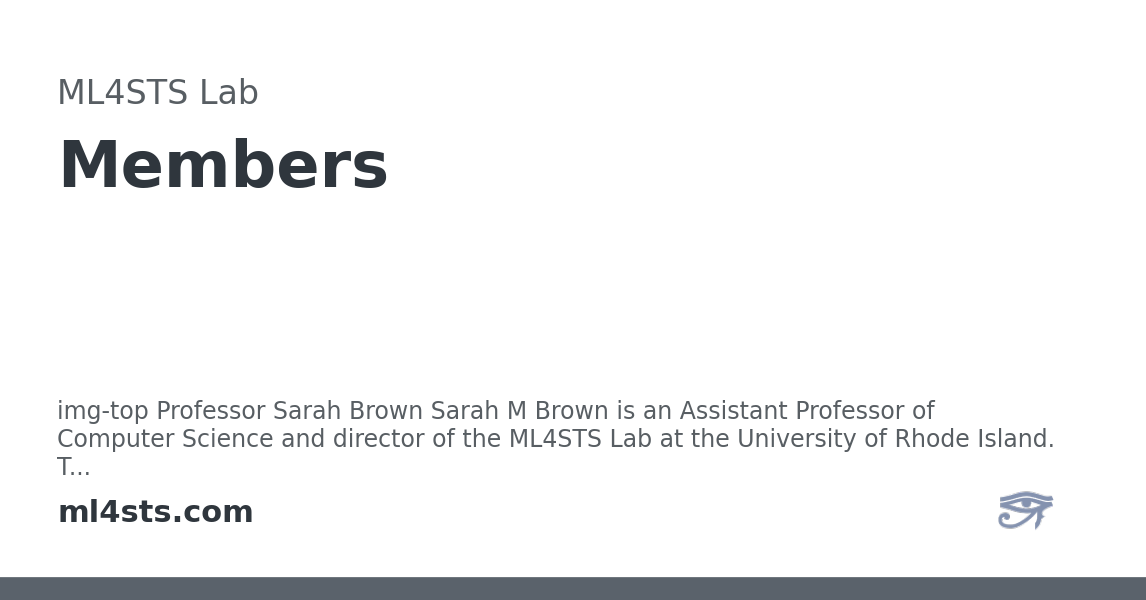 ML4STS Lab
Members
img-top Professor Sarah Brown Sarah M Brown is an Assistant Professor of
Computer Science and director of the ML4STS Lab at the University of Rhode Island.
T...
ml4sts.com